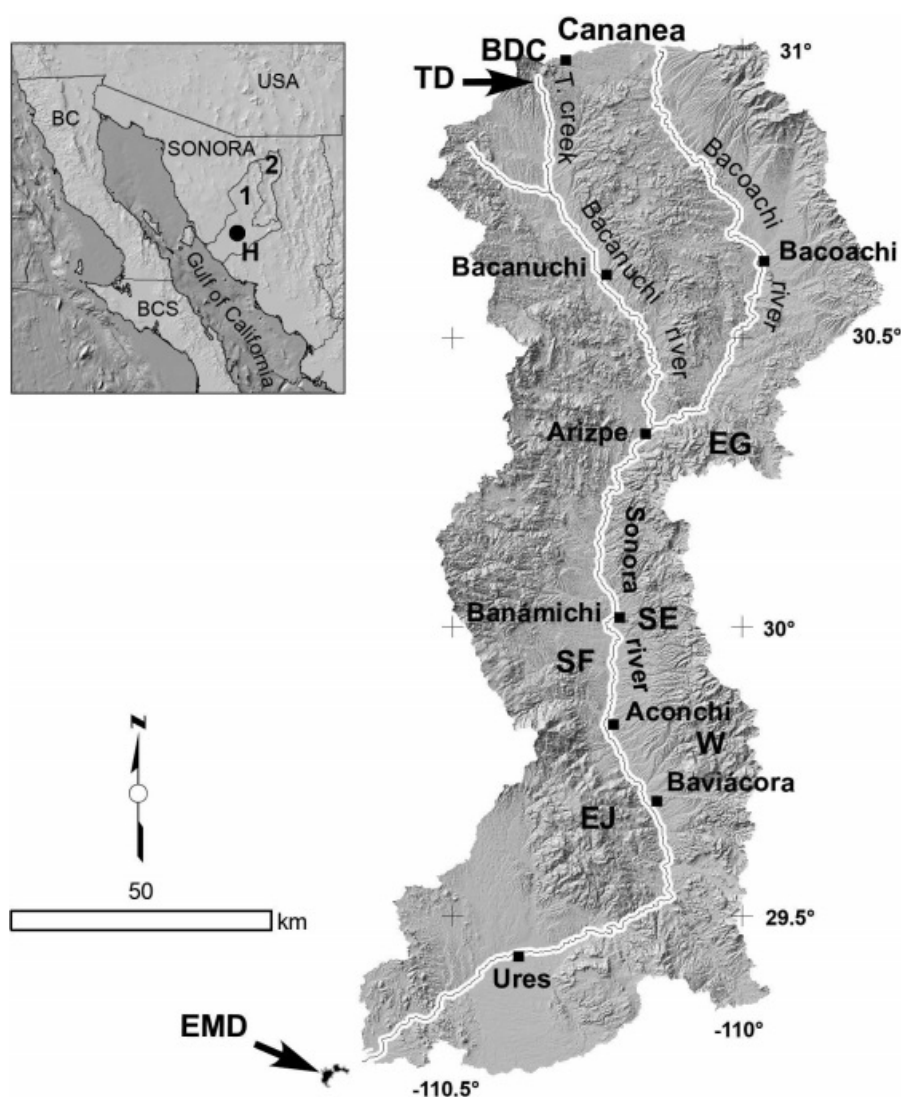 USA
BC
SONORA
2
1
H
Gulf of California
BCS
Cananea
BDC
TD
T. creek
31°
Bacoachi
river
Bacoachi
Bacanuchi
river
Bacanuchi
30.5°
Arizpe
EG
Sonora
river
Banámichi
SE
30°
SF
Aconchi
W
Baviácora
EJ
N
50
km
29.5°
Ures
EMD
-110°
-110.5°